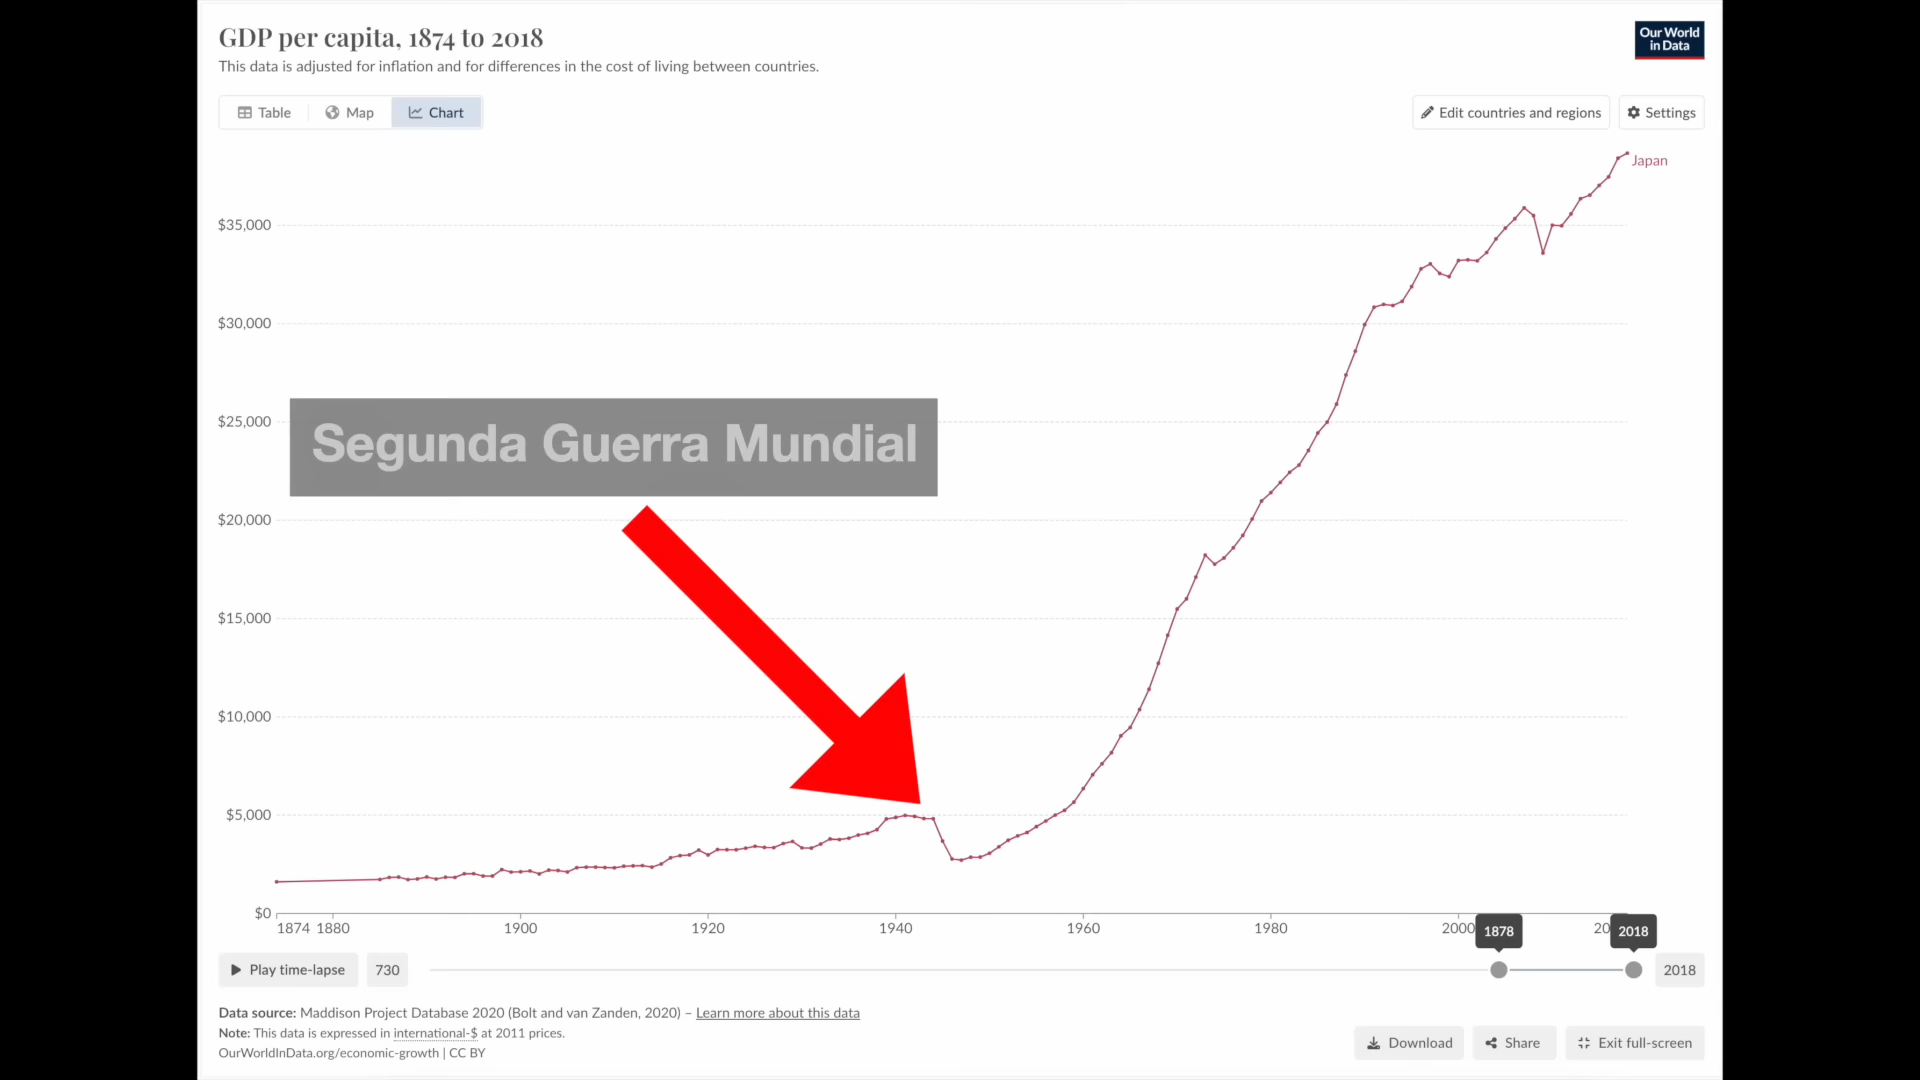 GDP per capita, 1874 to 2018
This data is adjusted for inflation and for differences in the cost of living between countries.
Our World
in Data
Table Map Chart
Edit countries and regions Settings
Japan
$35,000
$30,000
$25,000
Segunda Guerra Mundial
$20,000
$15,000
$10,000
$5,000
$0
1874 1880 1900 1920 1940 1960 1980 2000 20
1878 2018
Play time-lapse 730 2018
Data source: Maddison Project Database 2020 (Bolt and van Zanden, 2020) – Learn more about this data
Note: This data is expressed in international-$ at 2011 prices.
OurWorldInData.org/economic-growth | CC BY
Download Share Exit full-screen